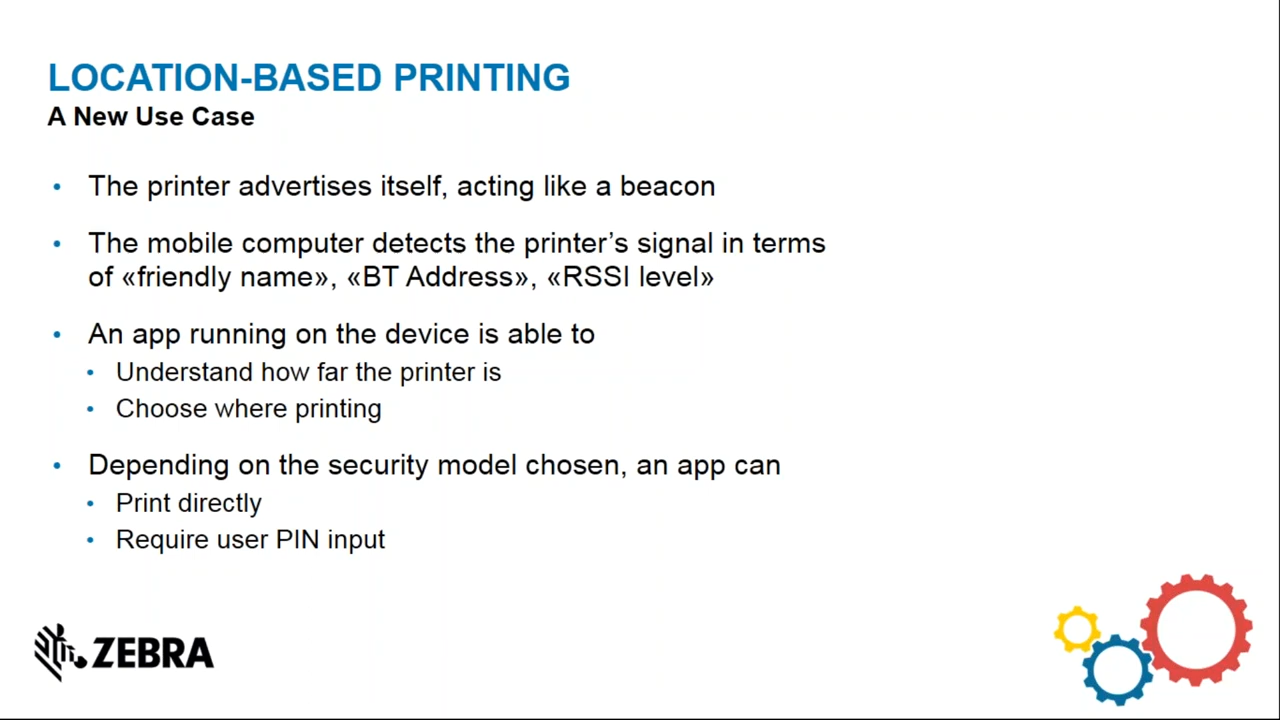 LOCATION-BASED PRINTING
A New Use Case
• The printer advertises itself, acting like a beacon
• The mobile computer detects the printer’s signal in terms
of «friendly name», «BT Address», «RSSI level»
• An app running on the device is able to
• Understand how far the printer is
• Choose where printing
• Depending on the security model chosen, an app can
• Print directly
• Require user PIN input
ZEBRA